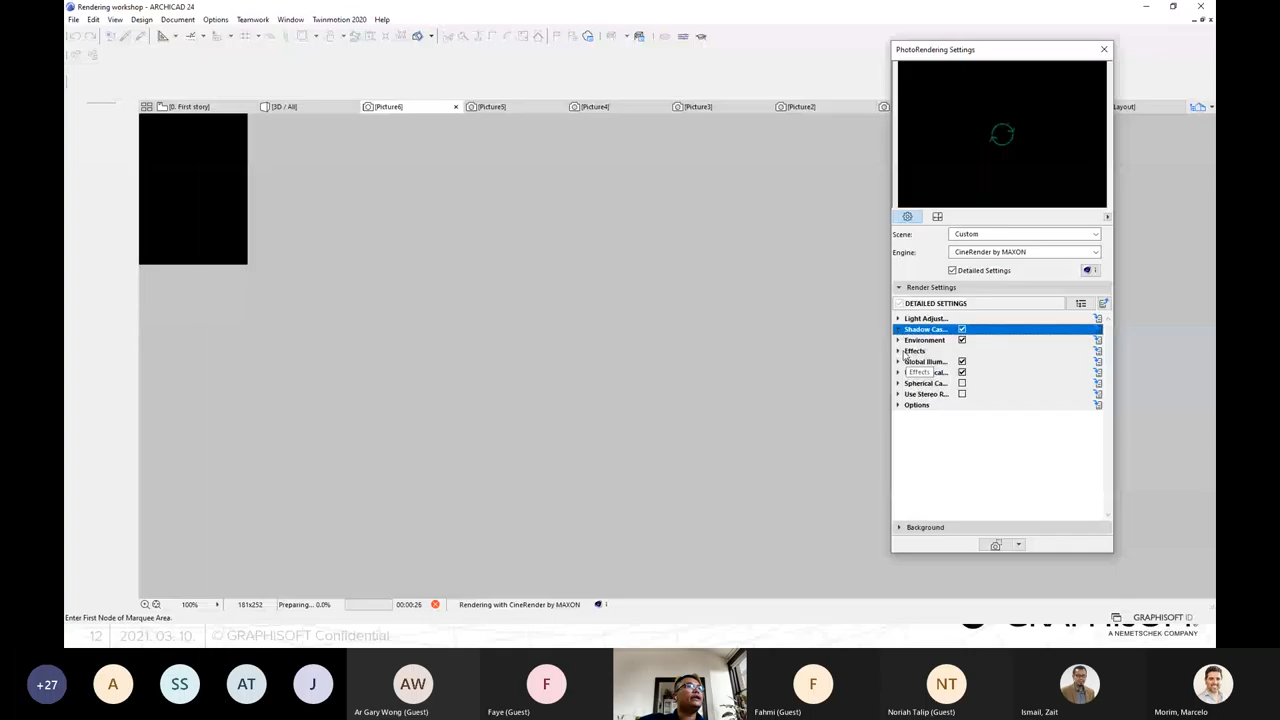 Rendering workshop - ARCHICAD 24
File Edit View Design Document Options Teamwork Window Twinmotion 2020 Help
PhotoRendering Settings
[0. First story] [3D / All] [Picture6] [Picture5] [Picture4] [Picture3] [Picture2] Layout]
Scene: Custom
Engine: CineRender by MAXON
Detailed Settings
Render Settings
DETAILED SETTINGS
Light Adjust...
Shadow Cas...
Environment
Effects
Global Illum...
Effects cal...
Spherical Ca...
Use Stereo R...
Options
Background
100% 181x252 Preparing... 0.0% 00:00:26 Rendering with CineRender by MAXON
Enter First Node of Marquee Area.
GRAPHISOFT ID
12 2021. 03. 10. © GRAPHISOFT Confidential
A NEMETSCHEK COMPANY
+27 A SS AT J AW F F NT
Ar Gary Wong (Guest) Faye (Guest) Fahmi (Guest) Noriah Talip (Guest) Ismail, Zait Morim, Marcelo